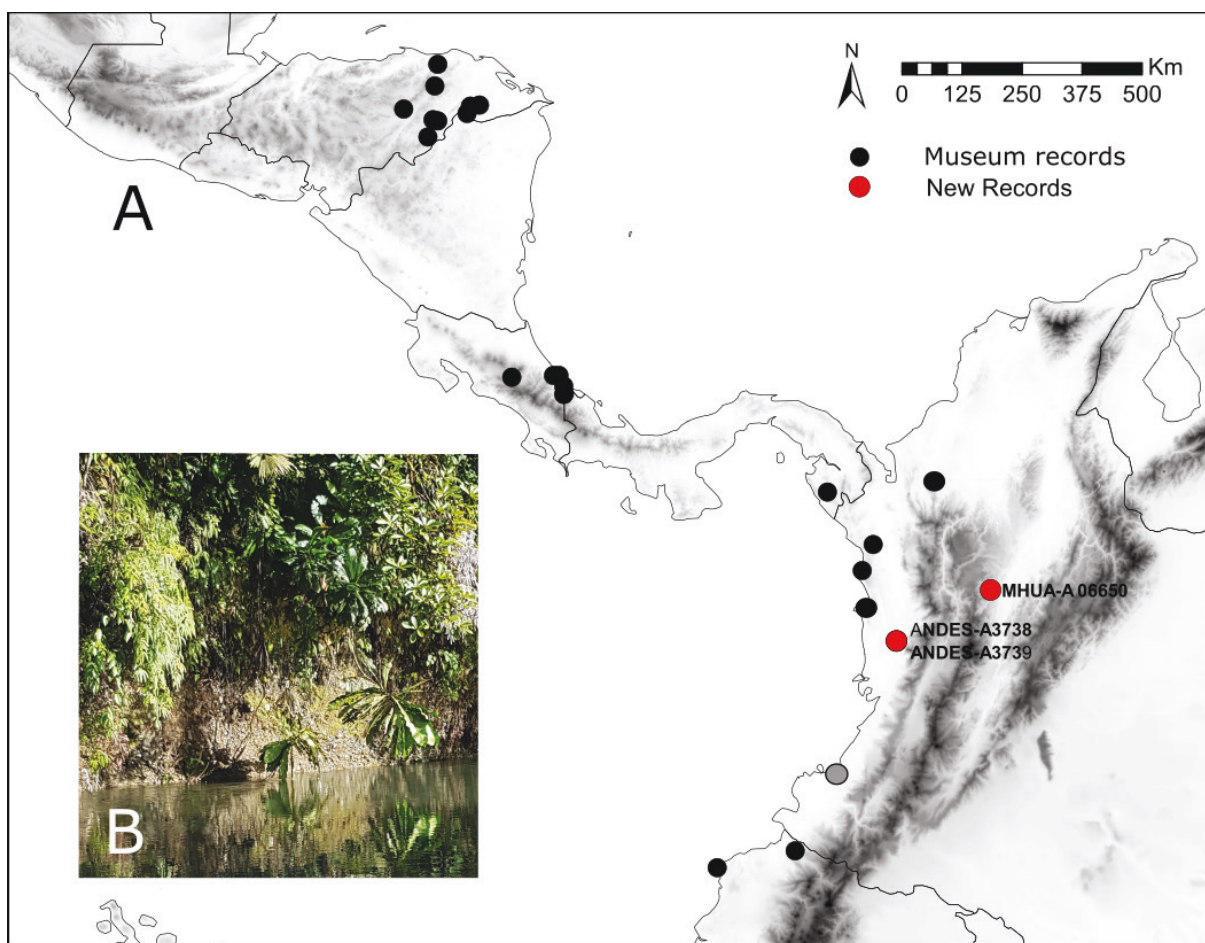 N
Km
0 125 250 375 500
Museum records
New Records
A
MHUA-A 06650
ANDES-A3738
ANDES-A3739
B